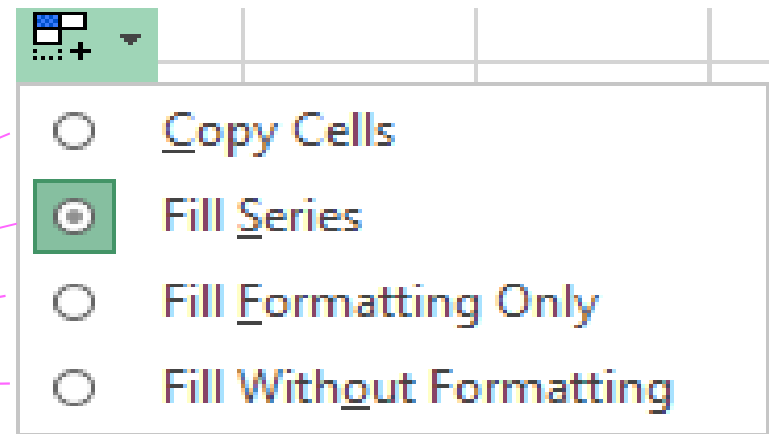 Copy Cells
Fill Series
Fill Formatting Only
Fill Without Formatting